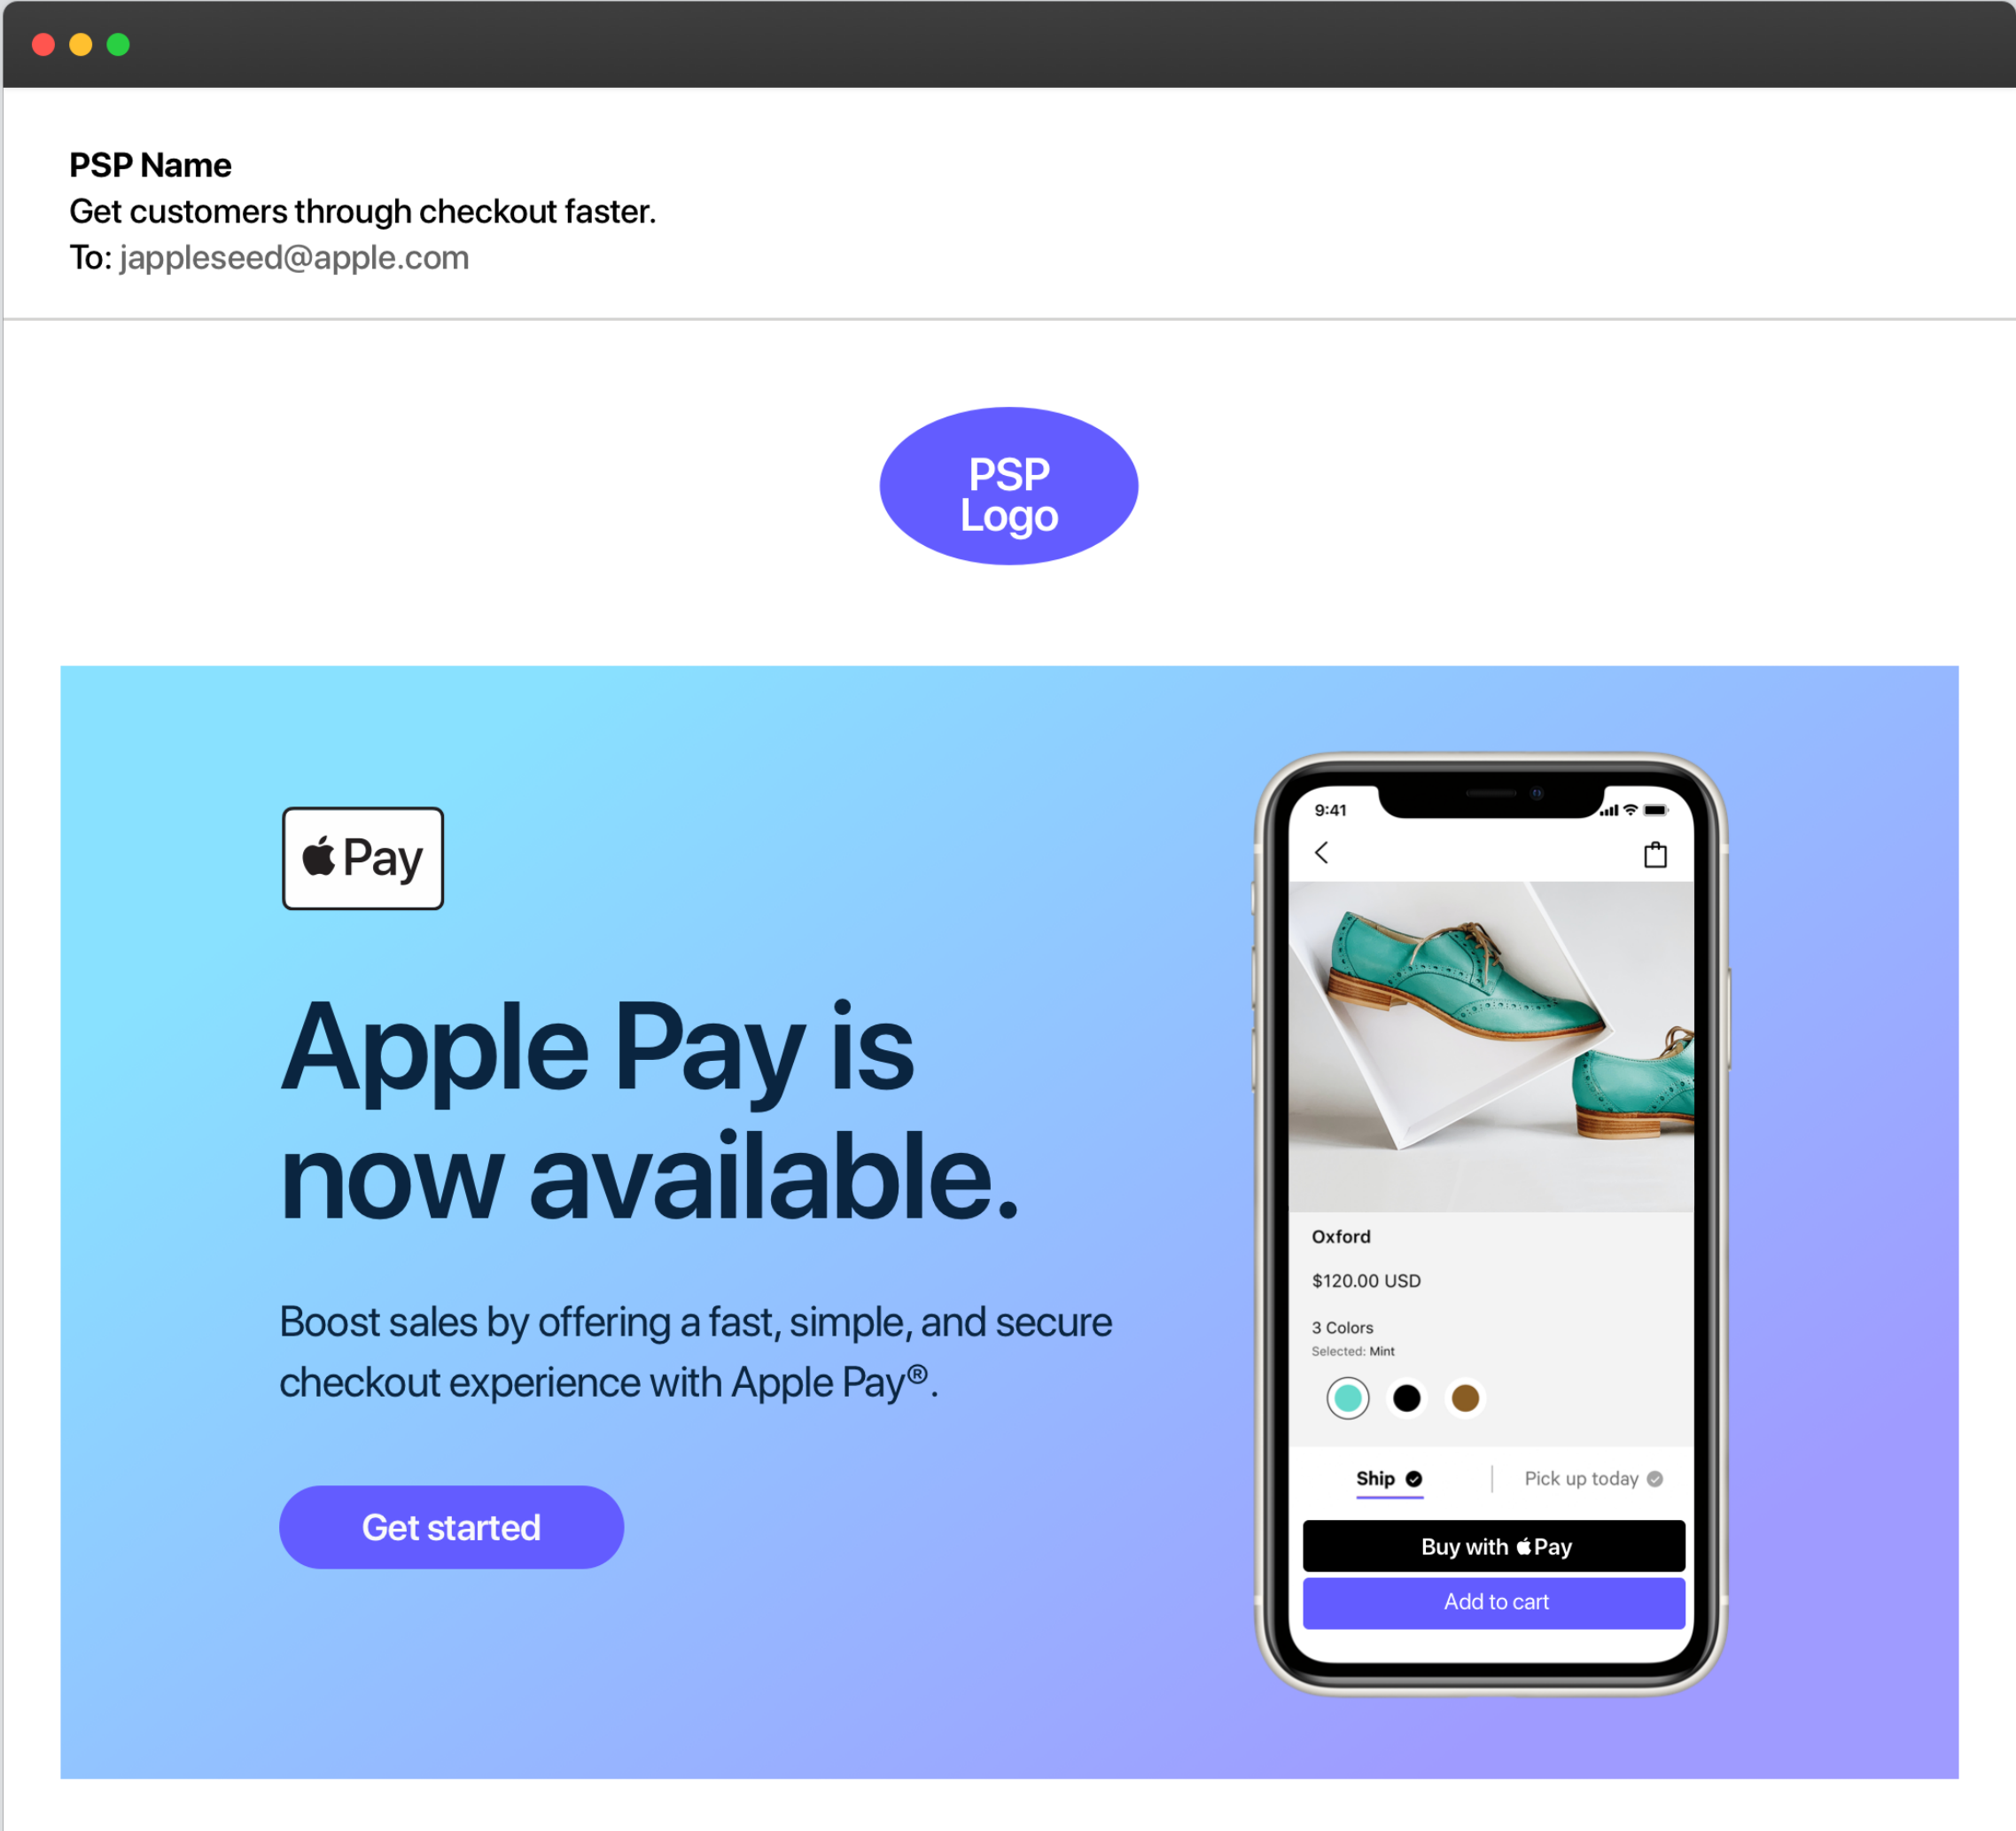 PSP Name
Get customers through checkout faster.
To: jappleseed@apple.com
PSP
Logo
Pay
Apple Pay is
now available.
Boost sales by offering a fast, simple, and secure
checkout experience with Apple Pay®.
Get started
9:41
Oxford
$120.00 USD
3 Colors
Selected: Mint
Ship
Pick up today
Buy with Pay
Add to cart